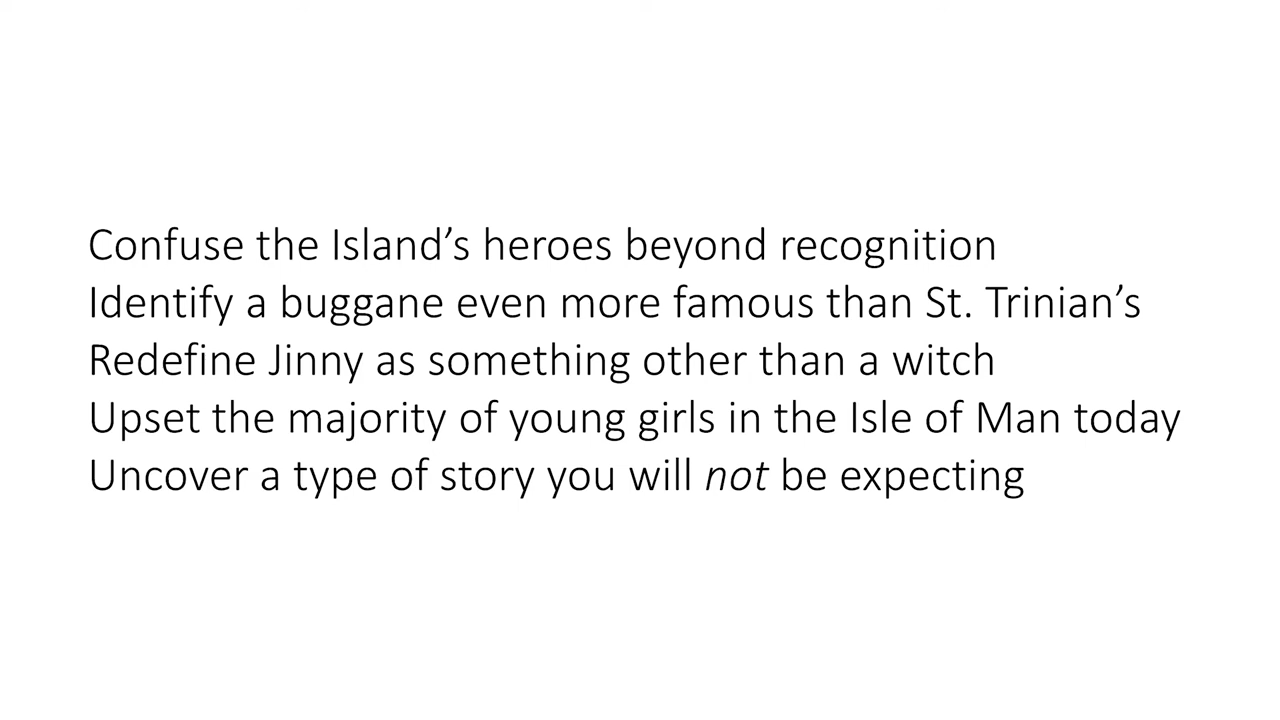 Confuse the Island’s heroes beyond recognition
Identify a buggane even more famous than St. Trinian’s
Redefine Jinny as something other than a witch
Upset the majority of young girls in the Isle of Man today
Uncover a type of story you will not be expecting